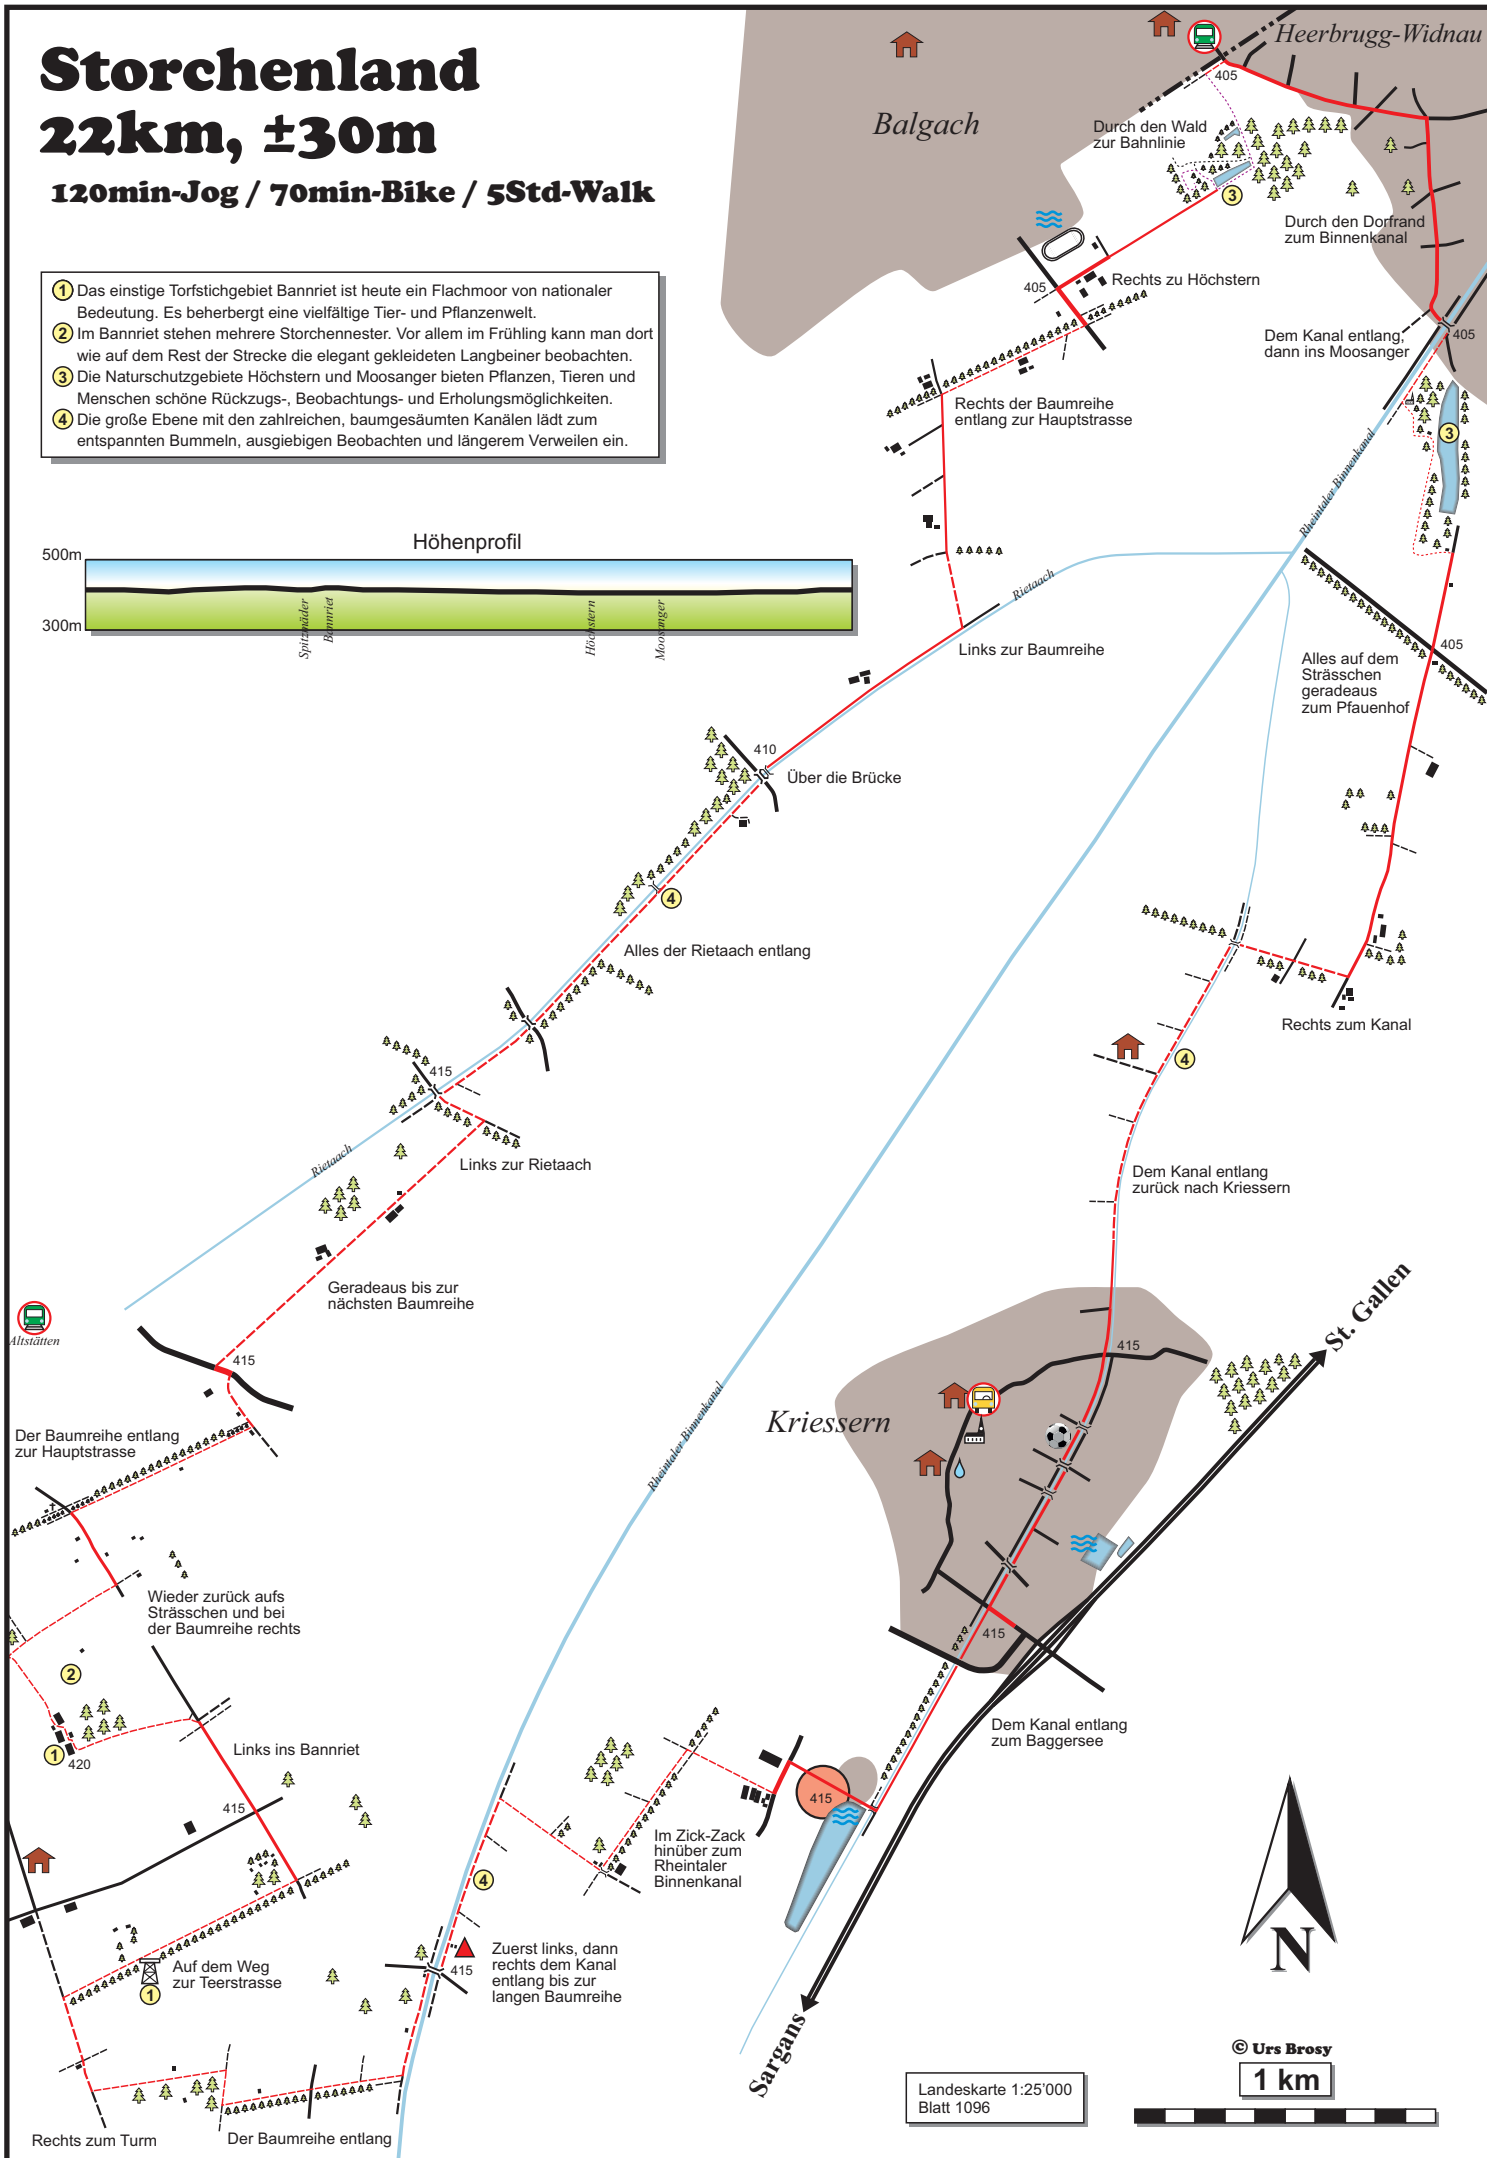 Storchenland
22km, ±30m
120min-Jog / 70min-Bike / 5Std-Walk
1 Das einstige Torfstichgebiet Bannriet ist heute ein Flachmoor von nationaler
Bedeutung. Es beherbergt eine vielfältige Tier- und Pflanzenwelt.
2 Im Bannriet stehen mehrere Storchennester. Vor allem im Frühling kann man dort
wie auf dem Rest der Strecke die elegant gekleideten Langbeiner beobachten.
3 Die Naturschutzgebiete Höchstern und Moosanger bieten Pflanzen, Tieren und
Menschen schöne Rückzugs-, Beobachtungs- und Erholungsmöglichkeiten.
4 Die große Ebene mit den zahlreichen, baumgesäumten Kanälen lädt zum
entspannten Bummeln, ausgiebigen Beobachten und längerem Verweilen ein.
Höhenprofil
500m
300m
Spitzmäder
Bannriet
Höchstern
Moosanger
Heerbrugg-Widnau
405
Balgach
Durch den Wald
zur Bahnlinie
3
Durch den Dorfrand
zum Binnenkanal
Rechts zu Höchstern
405
Dem Kanal entlang,
dann ins Moosanger
405
Rechts der Baumreihe
entlang zur Hauptstrasse
3
Rheintaler Binnenkanal
Rietaach
Links zur Baumreihe
405
Alles auf dem
Strässchen
geradeaus
zum Pfauenhof
410
Über die Brücke
4
Alles der Rietaach entlang
Rechts zum Kanal
4
415
Rietaach
Links zur Rietaach
Dem Kanal entlang
zurück nach Kriessern
Geradeaus bis zur
nächsten Baumreihe
Altstätten
415
St. Gallen
415
Kriessern
Rheintaler Binnenkanal
Der Baumreihe entlang
zur Hauptstrasse
Wieder zurück aufs
Strässchen und bei
der Baumreihe rechts
2
1
420
Links ins Bannriet
415
415
Dem Kanal entlang
zum Baggersee
415
Im Zick-Zack
hinüber zum
Rheintaler
Binnenkanal
4
Zuerst links, dann
rechts dem Kanal
entlang bis zur
langen Baumreihe
415
Auf dem Weg
zur Teerstrasse
1
Sargans
N
© Urs Brosy
1 km
Landeskarte 1:25'000
Blatt 1096
Rechts zum Turm
Der Baumreihe entlang